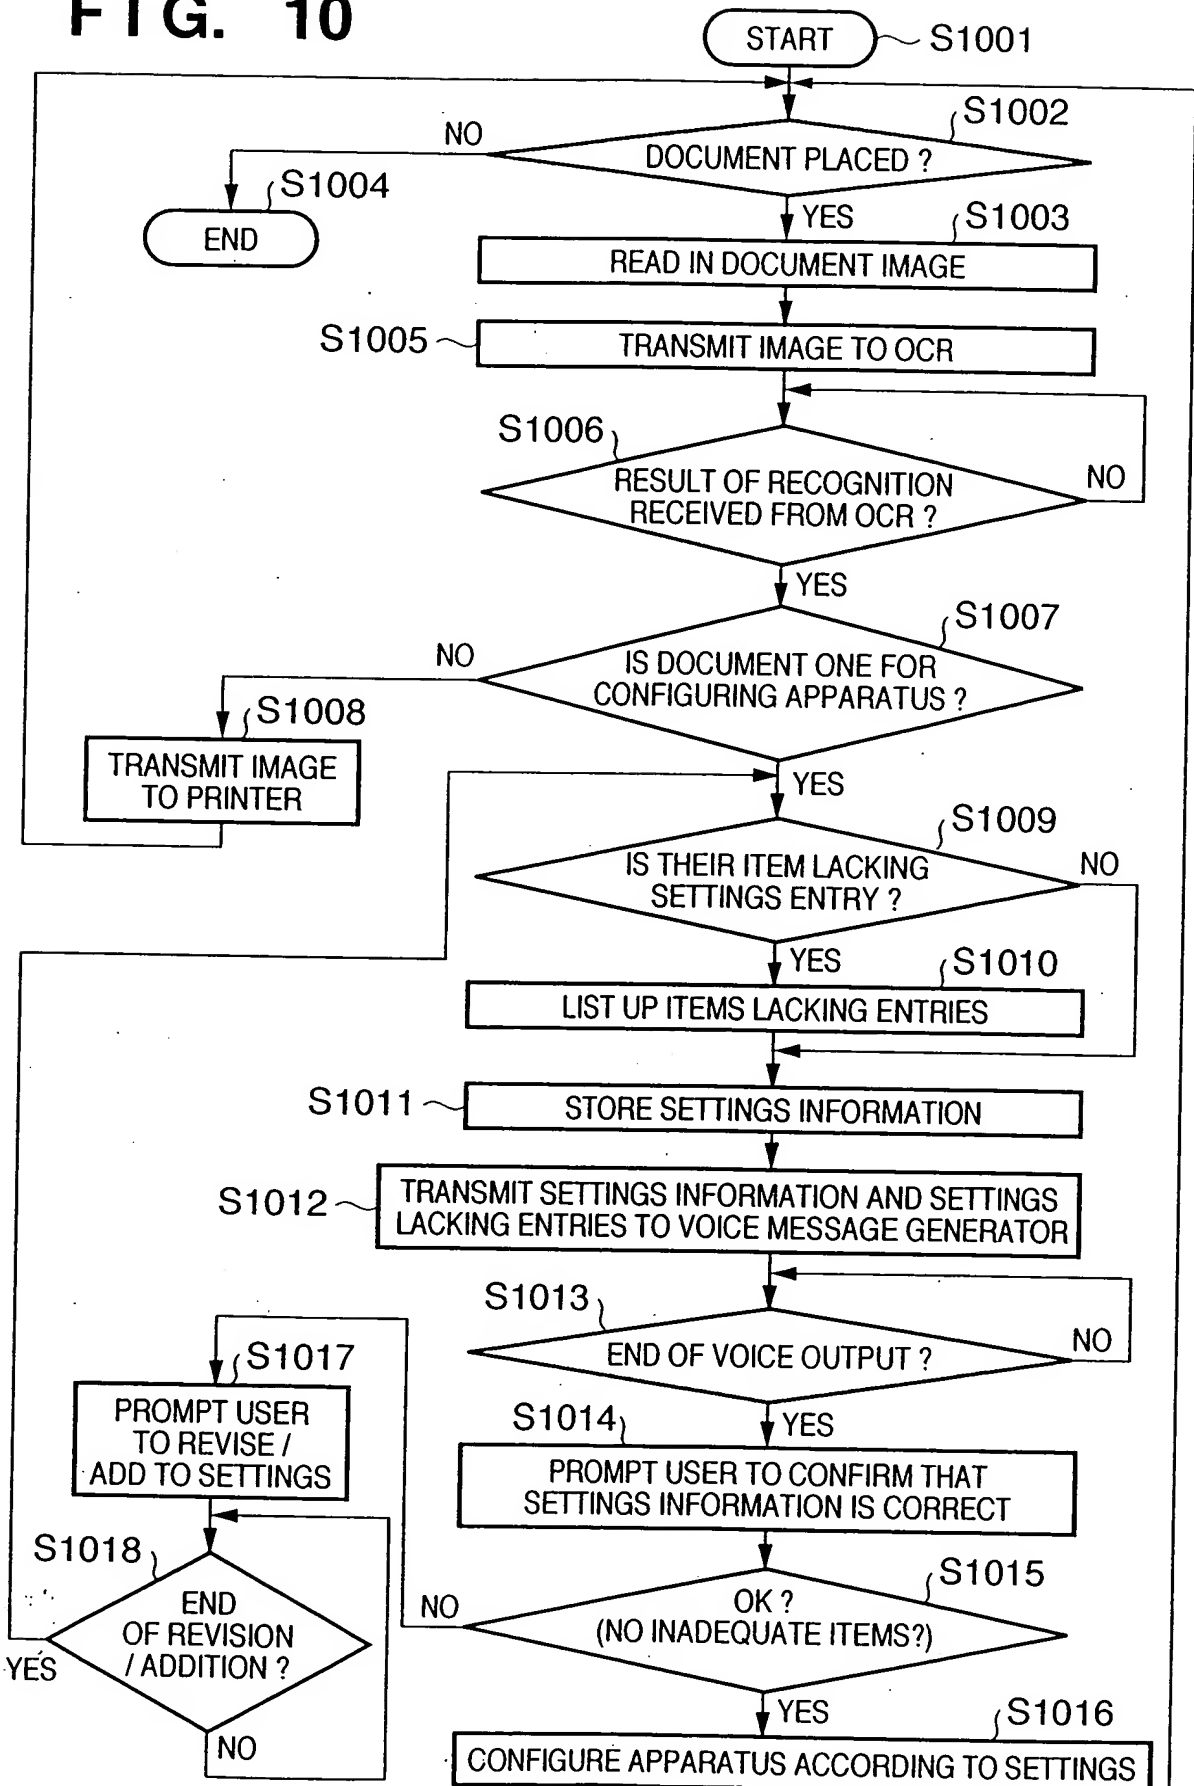 FIG. 10
START
S1001
S1002
NO
DOCUMENT PLACED ?
S1004
END
YES
S1003
READ IN DOCUMENT IMAGE
S1005
TRANSMIT IMAGE TO OCR
S1006
RESULT OF RECOGNITION
RECEIVED FROM OCR ?
NO
YES
S1007
NO
IS DOCUMENT ONE FOR
CONFIGURING APPARATUS ?
S1008
TRANSMIT IMAGE
TO PRINTER
YES
S1009
IS THEIR ITEM LACKING
SETTINGS ENTRY ?
NO
YES
S1010
LIST UP ITEMS LACKING ENTRIES
S1011
STORE SETTINGS INFORMATION
S1012
TRANSMIT SETTINGS INFORMATION AND SETTINGS
LACKING ENTRIES TO VOICE MESSAGE GENERATOR
S1013
END OF VOICE OUTPUT ?
NO
S1017
PROMPT USER
TO REVISE /
ADD TO SETTINGS
S1014
YES
PROMPT USER TO CONFIRM THAT
SETTINGS INFORMATION IS CORRECT
S1018
END
OF REVISION
/ ADDITION ?
YES
NO
S1015
NO
OK ?
(NO INADEQUATE ITEMS?)
YES
S1016
CONFIGURE APPARATUS ACCORDING TO SETTINGS